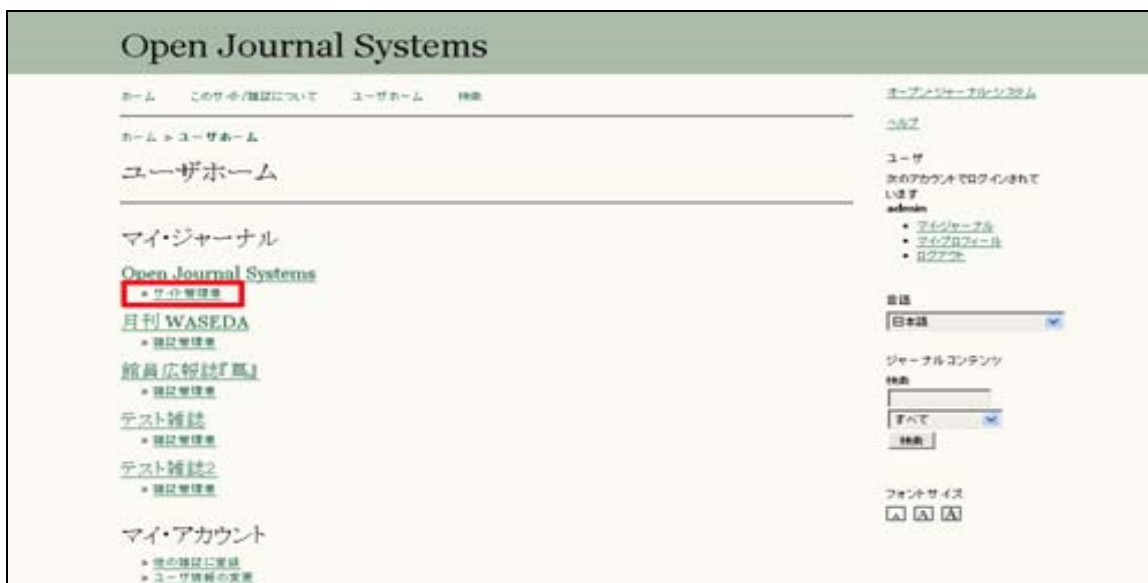 Open Journal Systems
ホーム このサイト/雑誌について ユーザホーム 検索
ホーム » ユーザホーム
ユーザホーム
マイ・ジャーナル
Open Journal Systems
» サイト管理者
月刊 WASEDA
» 雑誌管理者
館員広報誌『蔦』
» 雑誌管理者
テスト雑誌
» 雑誌管理者
テスト雑誌2
» 雑誌管理者
マイ・アカウント
» 他の雑誌に登録
» ユーザ情報の変更
オープン・ジャーナル・システム
ヘルプ
ユーザ
次のアカウントでログインされて
います
admin
• マイ・ジャーナル
• マイ・プロフィール
• ログアウト
言語
日本語
ジャーナルコンテンツ
検索
すべて
検索
フォントサイズ
A A A